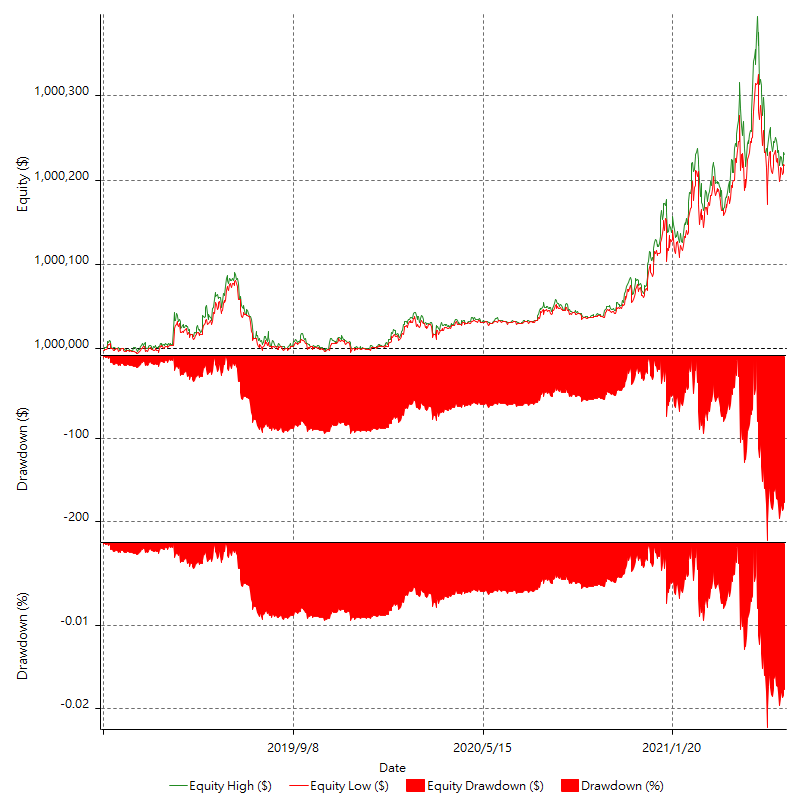 1,000,300
1,000,200
1,000,100
1,000,000
Equity ($)
-100
-200
Drawdown ($)
-0.01
-0.02
Drawdown (%)
2019/9/8
2020/5/15
2021/1/20
Date
Equity High ($) Equity Low ($) Equity Drawdown ($) Drawdown (%)